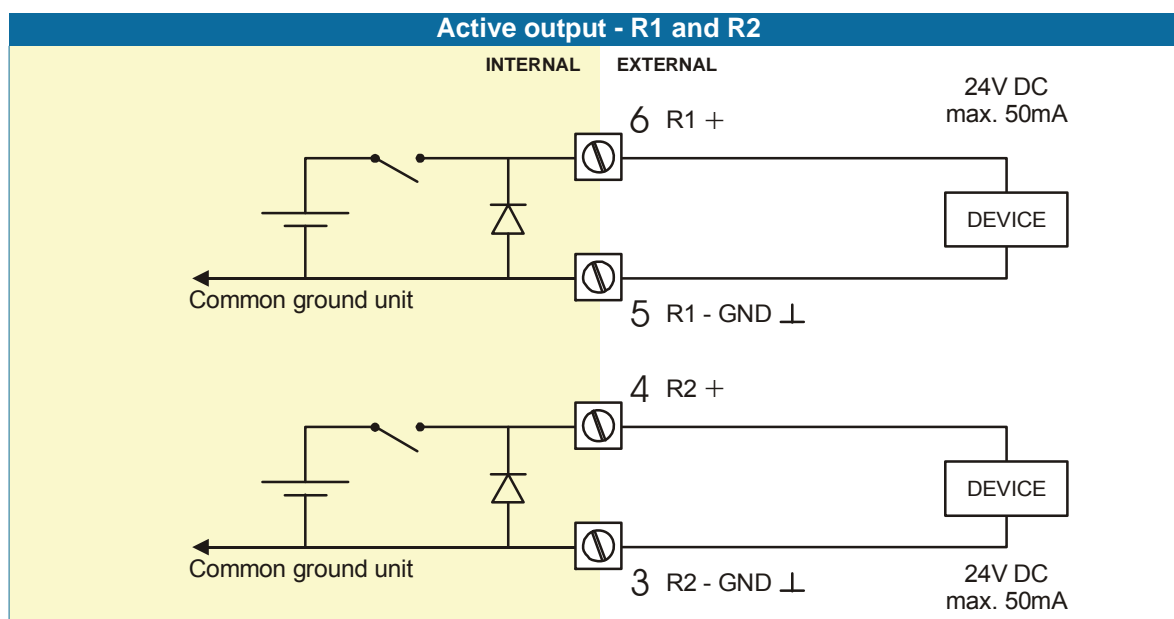 Active output - R1 and R2
INTERNAL EXTERNAL
24V DC
max. 50mA
6 R1 +
DEVICE
Common ground unit
5 R1 - GND ⊥
4 R2 +
DEVICE
Common ground unit
3 R2 - GND ⊥
24V DC
max. 50mA